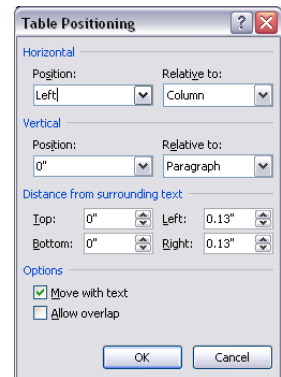 Table Positioning
Horizontal
Position: Relative to:
Left Column
Vertical
Position: Relative to:
0" Paragraph
Distance from surrounding text
Top: 0" Left: 0.13"
Bottom: 0" Right: 0.13"
Options
Move with text
Allow overlap
OK Cancel